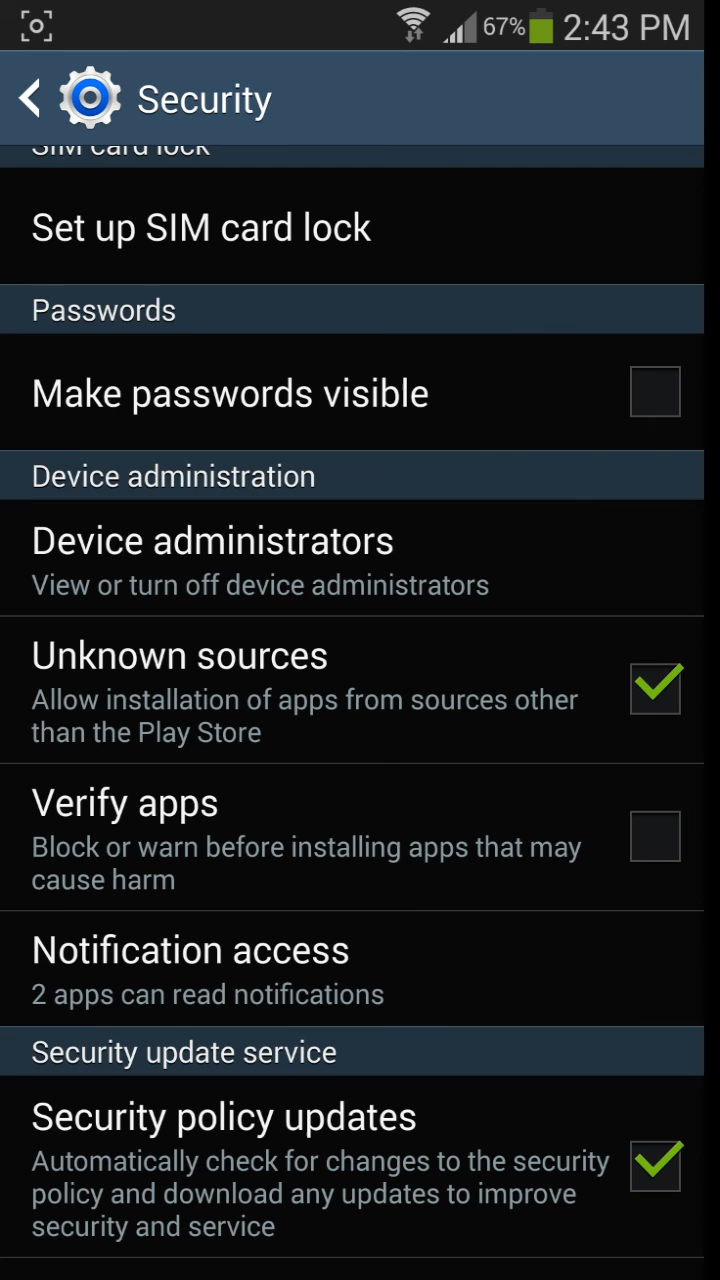 67% 2:43 PM
Security
SIM card lock
Set up SIM card lock
Passwords
Make passwords visible
Device administration
Device administrators
View or turn off device administrators
Unknown sources
Allow installation of apps from sources other
than the Play Store
Verify apps
Block or warn before installing apps that may
cause harm
Notification access
2 apps can read notifications
Security update service
Security policy updates
Automatically check for changes to the security
policy and download any updates to improve
security and service